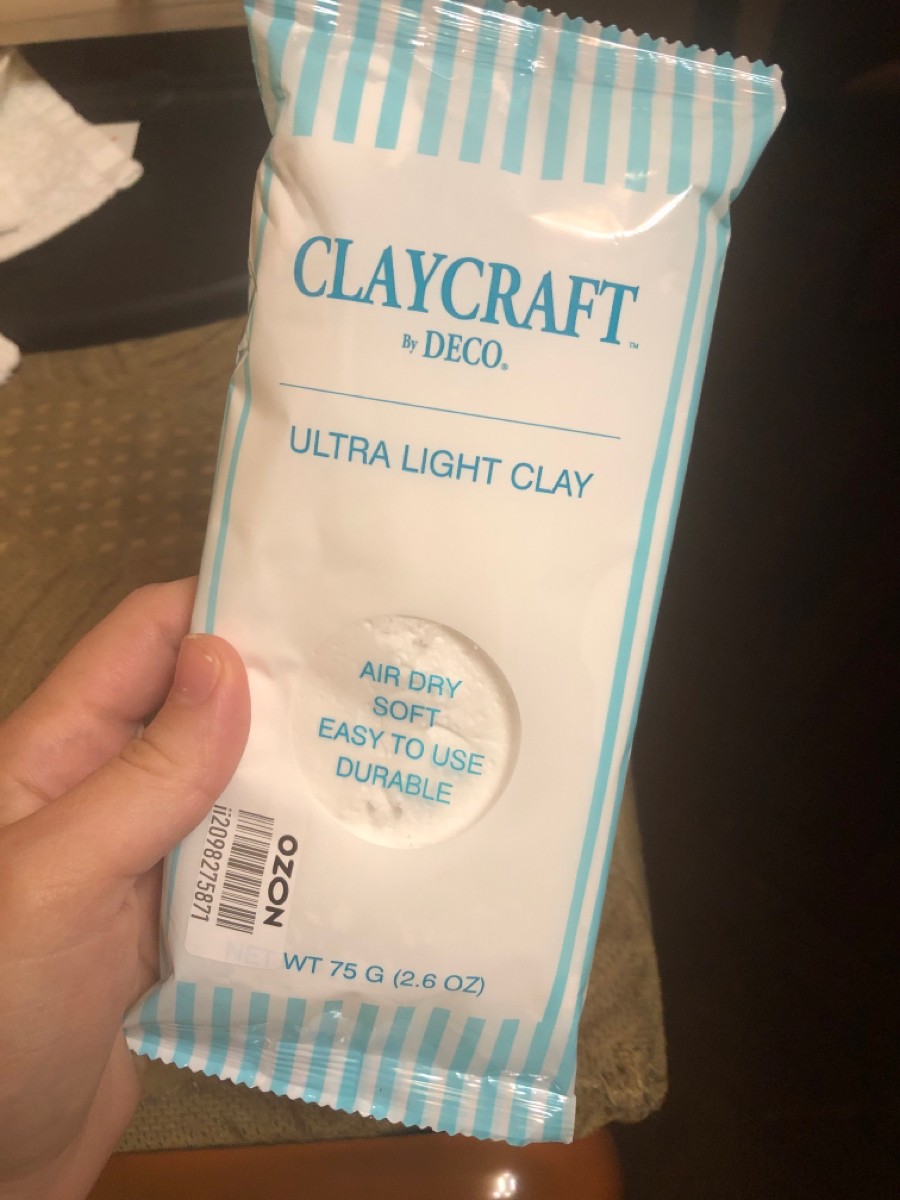 CLAYCRAFT™
By DECO®
ULTRA LIGHT CLAY
AIR DRY
SOFT
EASY TO USE
DURABLE
OZON
ii2098275871
NET WT 75 G (2.6 OZ)